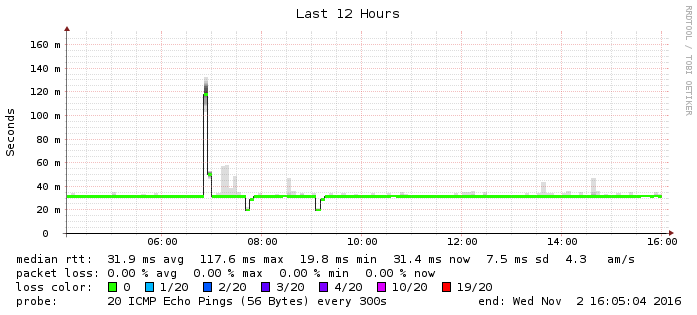 Last 12 Hours
RRDTOOL / TOBI OETIKER
Seconds
160 m
140 m
120 m
100 m
80 m
60 m
40 m
20 m
0
06:00 08:00 10:00 12:00 14:00 16:00
median rtt: 31.9 ms avg 117.6 ms max 19.8 ms min 31.4 ms now 7.5 ms sd 4.3 am/s
packet loss: 0.00 % avg 0.00 % max 0.00 % min 0.00 % now
loss color: 0 1/20 2/20 3/20 4/20 10/20 19/20
probe: 20 ICMP Echo Pings (56 Bytes) every 300s end: Wed Nov 2 16:05:04 2016